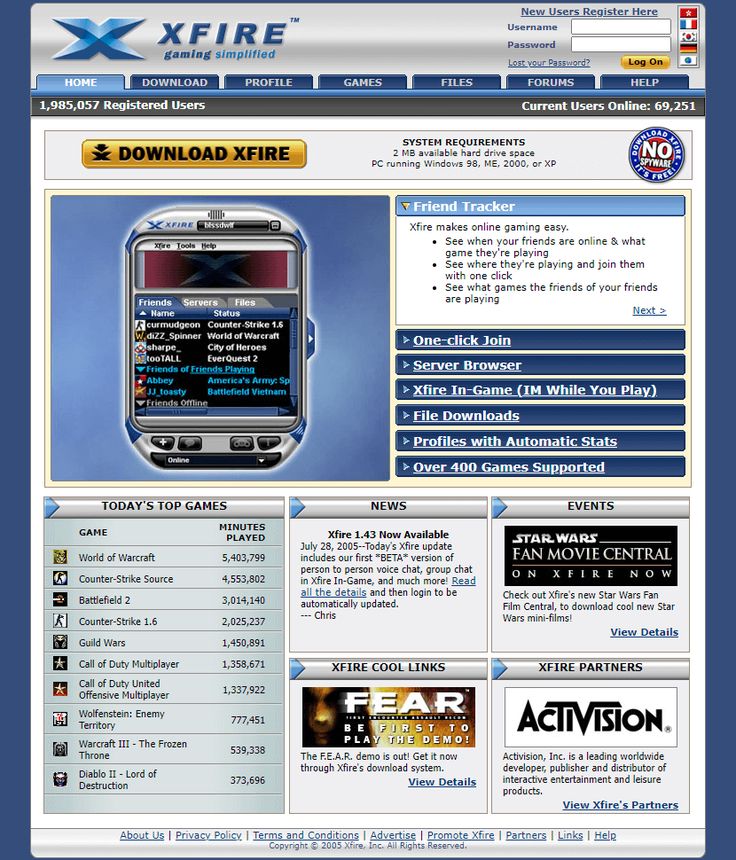 XFIRE™
gaming simplified
New Users Register Here
Username
Password
Lost your Password?
Log On
HOME
DOWNLOAD
PROFILE
GAMES
FILES
FORUMS
HELP
1,985,057 Registered Users
Current Users Online: 69,251
DOWNLOAD XFIRE
SYSTEM REQUIREMENTS
2 MB available hard drive space
PC running Windows 98, ME, 2000, or XP
DOWNLOAD XFIRE
NO
SPYWARE
IT'S FREE!
XFIRE
blssdwlf
Xfire Tools Help
Friends Servers Files
Name Status
curmudgeon Counter-Strike 1.6
diZZ_Spinner World of Warcraft
sharpe_ City of Heroes
tooTALL EverQuest 2
Friends of Friends Playing
Abbey America's Army: Sp
JJ_toasty Battlefield Vietnam
Friends Offline
Online
Friend Tracker
Xfire makes online gaming easy.
• See when your friends are online & what
game they're playing
• See where they're playing and join them
with one click
• See what games the friends of your friends
are playing
Next >
One-click Join
Server Browser
Xfire In-Game (IM While You Play)
File Downloads
Profiles with Automatic Stats
Over 400 Games Supported
TODAY'S TOP GAMES
GAME MINUTES
PLAYED
World of Warcraft 5,403,799
Counter-Strike Source 4,553,802
Battlefield 2 3,014,140
Counter-Strike 1.6 2,025,237
Guild Wars 1,450,891
Call of Duty Multiplayer 1,358,671
Call of Duty United
Offensive Multiplayer 1,337,922
Wolfenstein: Enemy
Territory 777,451
Warcraft III - The Frozen
Throne 539,338
Diablo II - Lord of
Destruction 373,696
NEWS
Xfire 1.43 Now Available
July 28, 2005--Today's Xfire update
includes our first *BETA* version of
person to person voice chat, group chat
in Xfire In-Game, and much more! Read
all the details and then login to be
automatically updated.
--- Chris
EVENTS
STAR WARS
FAN MOVIE CENTRAL
ON XFIRE NOW
Check out Xfire's new Star Wars Fan
Film Central, to download cool new Star
Wars mini-films!
View Details
XFIRE COOL LINKS
FEAR
FIRST ENCOUNTER ASSAULT RECON
BE FIRST TO
PLAY THE DEMO!
The F.E.A.R. demo is out! Get it now
through Xfire's download system.
View Details
XFIRE PARTNERS
ACTIVISION®
Activision, Inc. is a leading worldwide
developer, publisher and distributor of
interactive entertainment and leisure
products.
View Xfire's Partners
About Us | Privacy Policy | Terms and Conditions | Advertise | Promote Xfire | Partners | Links | Help
Copyright © 2005 Xfire, Inc. All Rights Reserved.